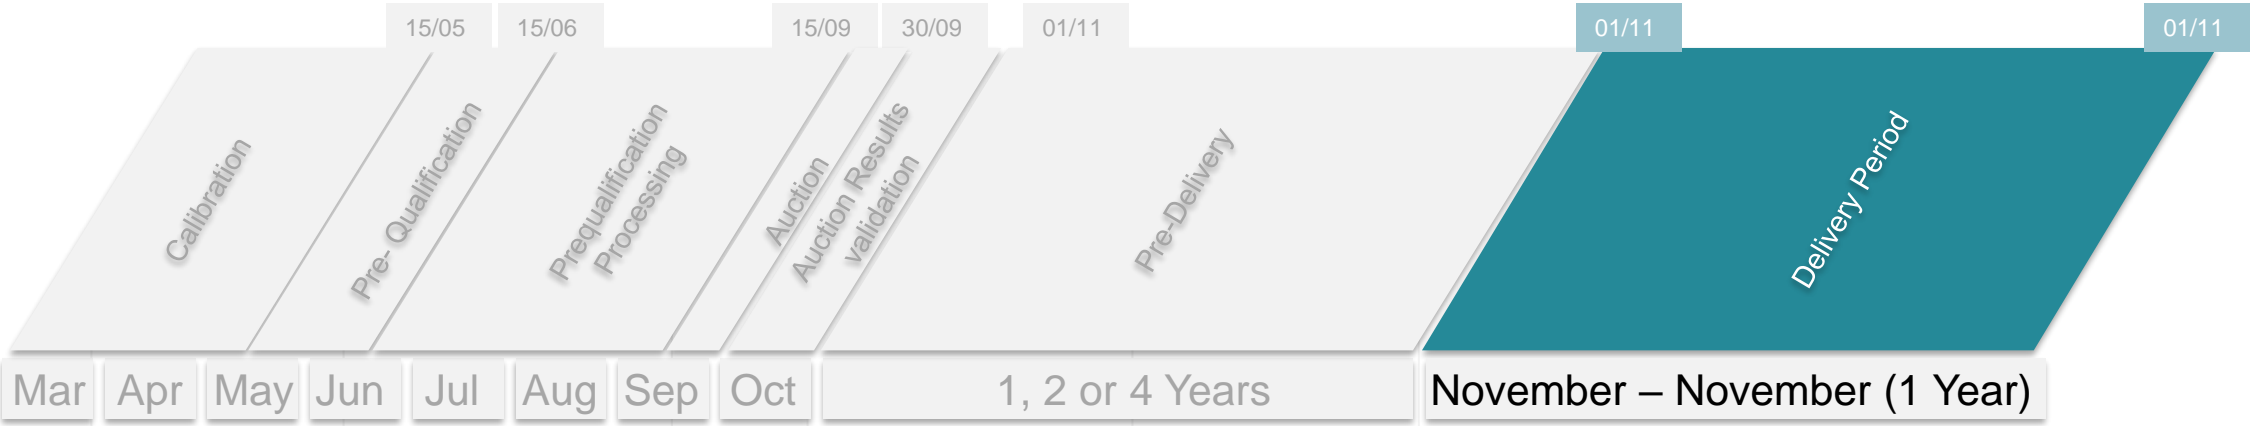 15/05
15/06
15/09
30/09
01/11
01/11
01/11
Calibration
Pre- Qualification
Prequalification
Processing
Auction
Auction Results
validation
Pre-Delivery
Delivery Period
Mar
Apr
May
Jun
Jul
Aug
Sep
Oct
1, 2 or 4 Years
November – November (1 Year)